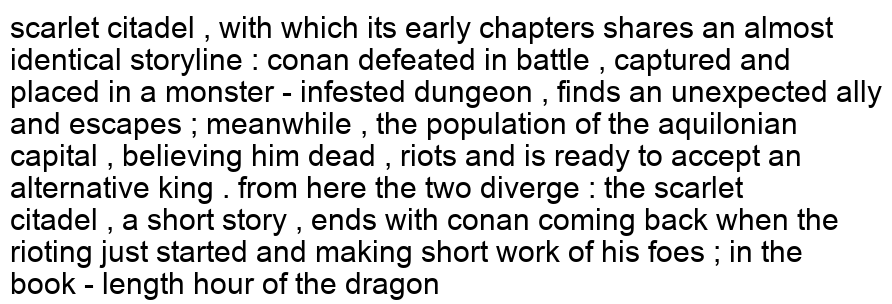 scarlet citadel , with which its early chapters shares an almost
identical storyline : conan defeated in battle , captured and
placed in a monster - infested dungeon , finds an unexpected ally
and escapes ; meanwhile , the population of the aquilonian
capital , believing him dead , riots and is ready to accept an
alternative king . from here the two diverge : the scarlet
citadel , a short story , ends with conan coming back when the
rioting just started and making short work of his foes ; in the
book - length hour of the dragon